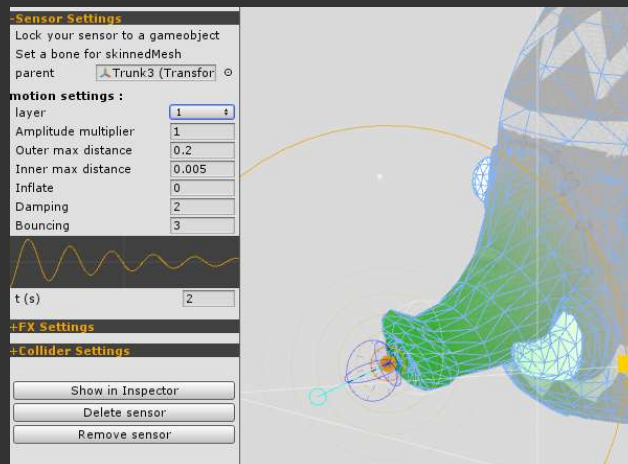 -Sensor Settings
Lock your sensor to a gameobject
Set a bone for skinnedMesh
parent Trunk3 (Transfor
motion settings :
layer 1
Amplitude multiplier 1
Outer max distance 0.2
Inner max distance 0.005
Inflate 0
Damping 2
Bouncing 3
t (s) 2
+FX Settings
+Collider Settings
Show in Inspector
Delete sensor
Remove sensor